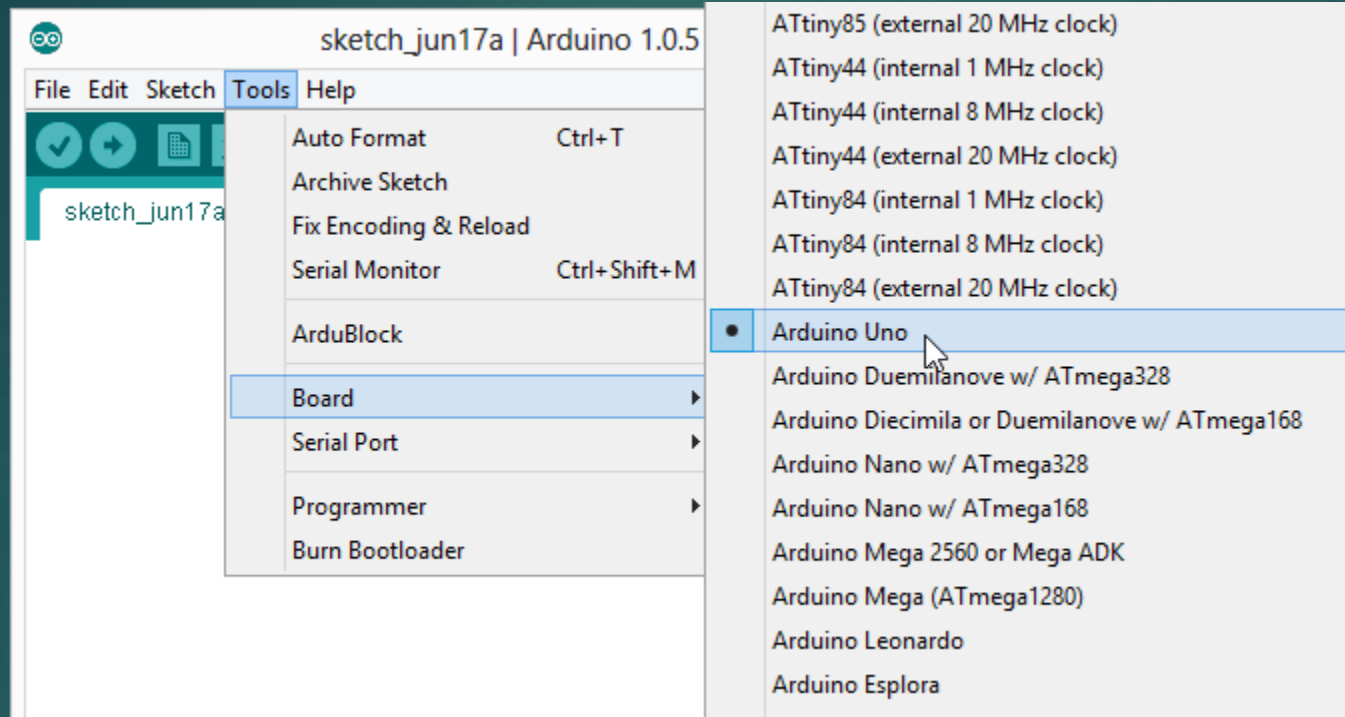 sketch_jun17a | Arduino 1.0.5
File Edit Sketch Tools Help
sketch_jun17a
Auto Format Ctrl+T
Archive Sketch
Fix Encoding & Reload
Serial Monitor Ctrl+Shift+M
ArduBlock
Board
Serial Port
Programmer
Burn Bootloader
ATtiny85 (external 20 MHz clock)
ATtiny44 (internal 1 MHz clock)
ATtiny44 (internal 8 MHz clock)
ATtiny44 (external 20 MHz clock)
ATtiny84 (internal 1 MHz clock)
ATtiny84 (internal 8 MHz clock)
ATtiny84 (external 20 MHz clock)
Arduino Uno
Arduino Duemilanove w/ ATmega328
Arduino Diecimila or Duemilanove w/ ATmega168
Arduino Nano w/ ATmega328
Arduino Nano w/ ATmega168
Arduino Mega 2560 or Mega ADK
Arduino Mega (ATmega1280)
Arduino Leonardo
Arduino Esplora